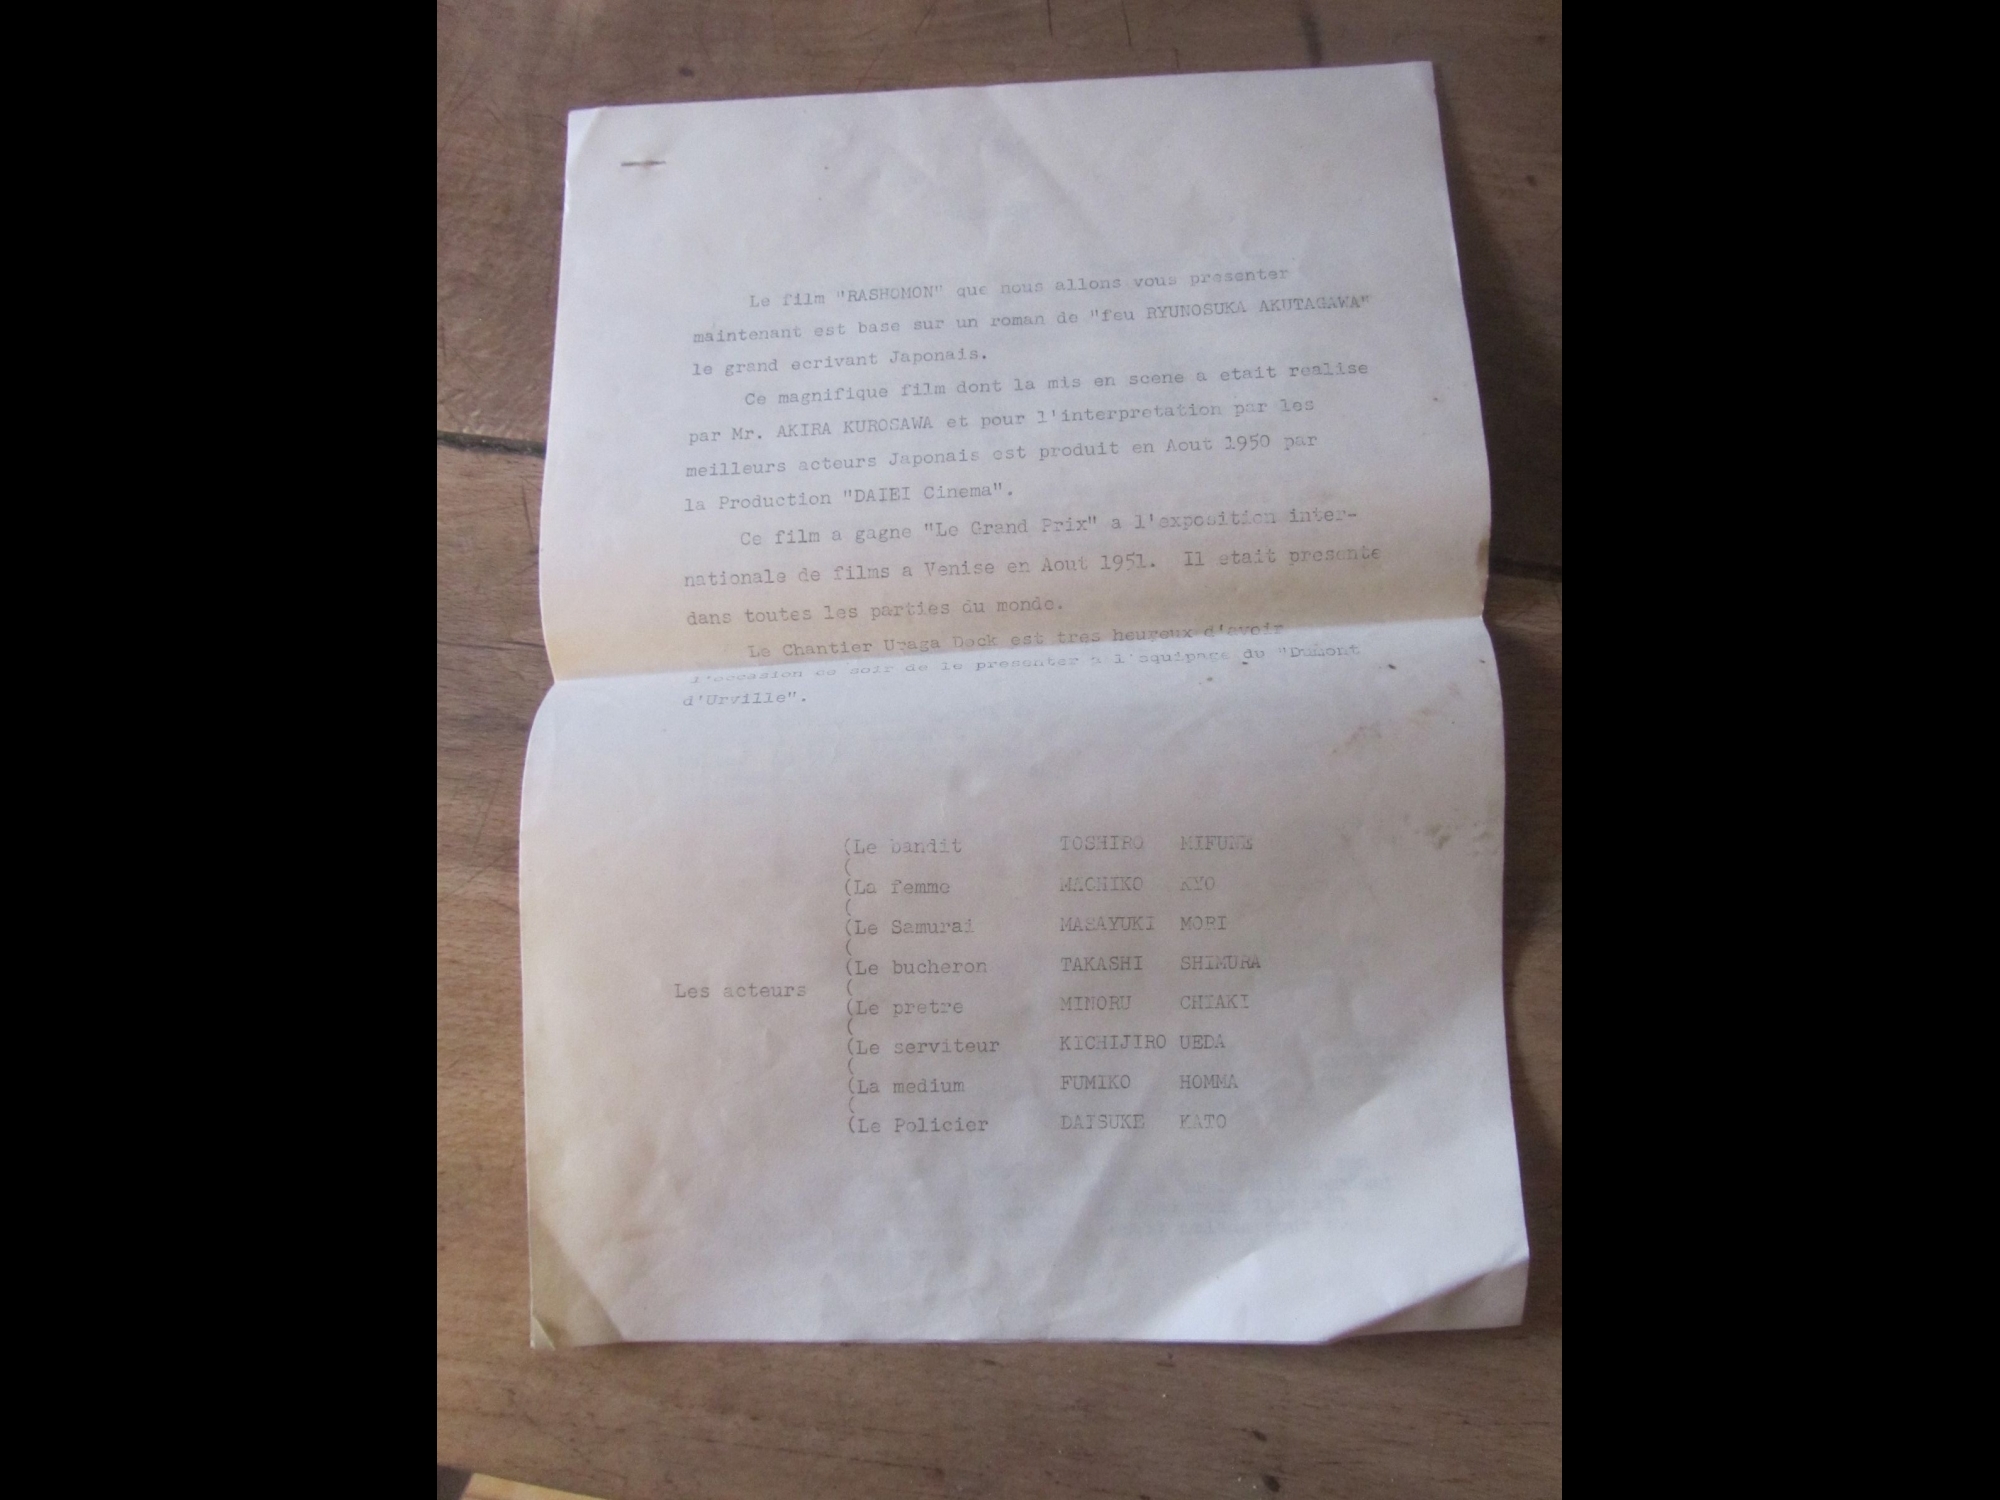 Le film "RASHOMON" que nous allons vous presenter
maintenant est base sur un roman de "feu RYUNOSUKA AKUTAGAWA"
le grand ecrivant Japonais.
Ce magnifique film dont la mis en scene a etait realise
par Mr. AKIRA KUROSAWA et pour l'interpretation par les
meilleurs acteurs Japonais est produit en Aout 1950 par
la Production "DAIEI Cinema".
Ce film a gagne "Le Grand Prix" a l'exposition inter-
nationale de films a Venise en Aout 1951. Il etait presente
dans toutes les parties du monde.
Le Chantier Uraga Dock est tres heureux d'avoir
l'occasion ce soir de le presenter a l'equipage du "Dumont
d'Urville".
(Le bandit TOSHIRO MIFUNE
(
(La femme MACHIKO KYO
(
(Le Samurai MASAYUKI MORI
(
(Le bucheron TAKASHI SHIMURA
Les acteurs (
(Le pretre MINORU CHIAKI
(
(Le serviteur KICHIJIRO UEDA
(
(La medium FUMIKO HOMMA
(
(Le Policier DAISUKE KATO